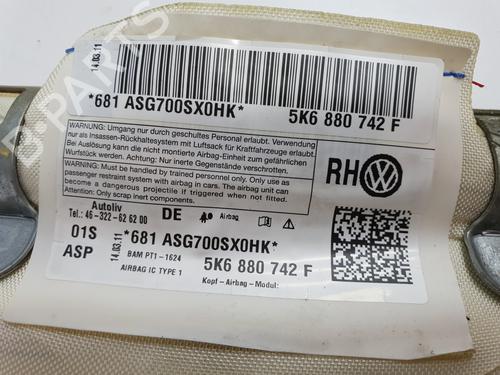 14.03.11
*681 ASG700SX0HK*
5K6 880 742 F
WARNUNG: Umgang nur durch geschultes Personal erlaubt. Verwendung
nur als Insassen-Rückhaltesystem mit Luftsack für Kraftfahrzeuge erlaubt.
Bei Auslösung kann die nicht montierte Airbag-Einheit zum gefährlichen
Wurfstück werden. Achtung: Nur inerte Gegenstände verschrotten.
WARNING: Must be handled by trained personnel only. Only use as
passenger restraint system with airbag in cars. The airbag unit can
become a dangerous projectile if triggered when not fitted.
Attention: Only scrap inert components.
RH
Autoliv
Tel.: 46-322-62 62 00
DE
Airbag
01S
ASP
14.03.11
*681 ASG700SX0HK*
BAM PT1-1624
AIRBAG IC TYPE 1
5K6 880 742 F
Kopf-Airbag-Modul: